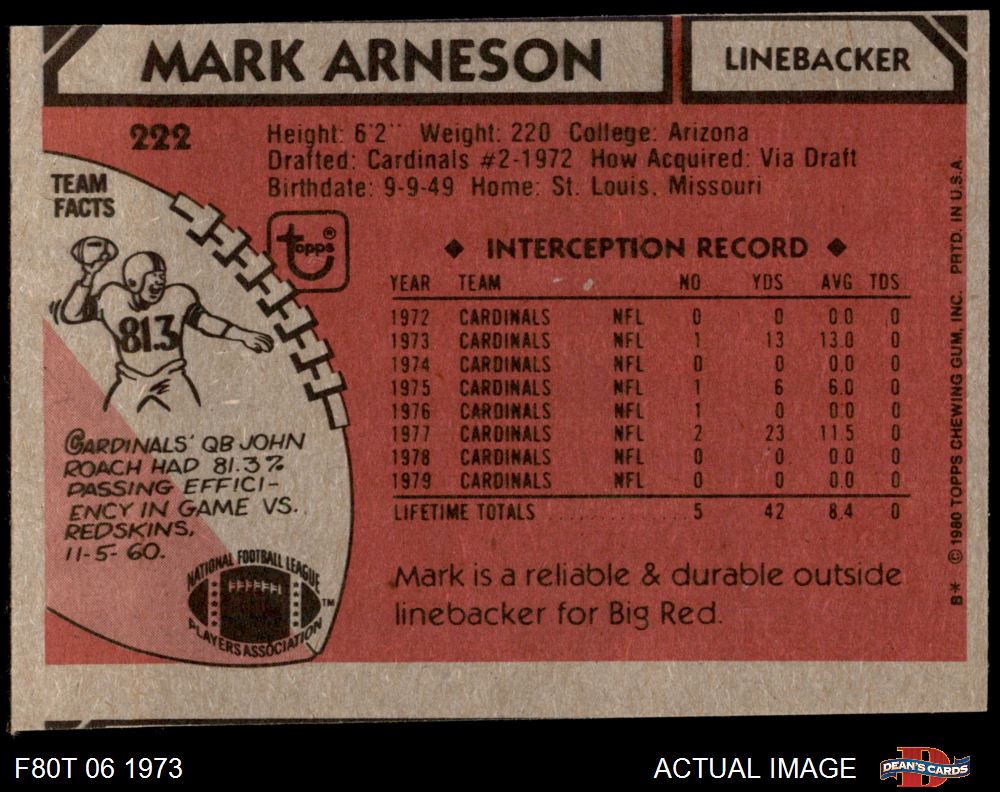 MARK ARNESON
LINEBACKER
222
Height: 6'2" Weight: 220 College: Arizona
Drafted: Cardinals #2-1972 How Acquired: Via Draft
Birthdate: 9-9-49 Home: St. Louis, Missouri
TEAM
FACTS
topps®
81.3
CARDINALS' QB JOHN
ROACH HAD 81.3%
PASSING EFFICI-
ENCY IN GAME VS.
REDSKINS,
11-5-60.
NATIONAL FOOTBALL LEAGUE
PLAYERS ASSOCIATION
TM
◆ INTERCEPTION RECORD ◆
YEAR TEAM NO YDS AVG TDS
1972 CARDINALS NFL 0 0 0.0 0
1973 CARDINALS NFL 1 13 13.0 0
1974 CARDINALS NFL 0 0 0.0 0
1975 CARDINALS NFL 1 6 6.0 0
1976 CARDINALS NFL 1 0 0.0 0
1977 CARDINALS NFL 2 23 11.5 0
1978 CARDINALS NFL 0 0 0.0 0
1979 CARDINALS NFL 0 0 0.0 0
LIFETIME TOTALS .................. 5 42 8.4 0
Mark is a reliable & durable outside
linebacker for Big Red.
B* © 1980 TOPPS CHEWING GUM, INC. PRTD. IN U.S.A.
F80T 06 1973
ACTUAL IMAGE
D
DEAN'S CARDS